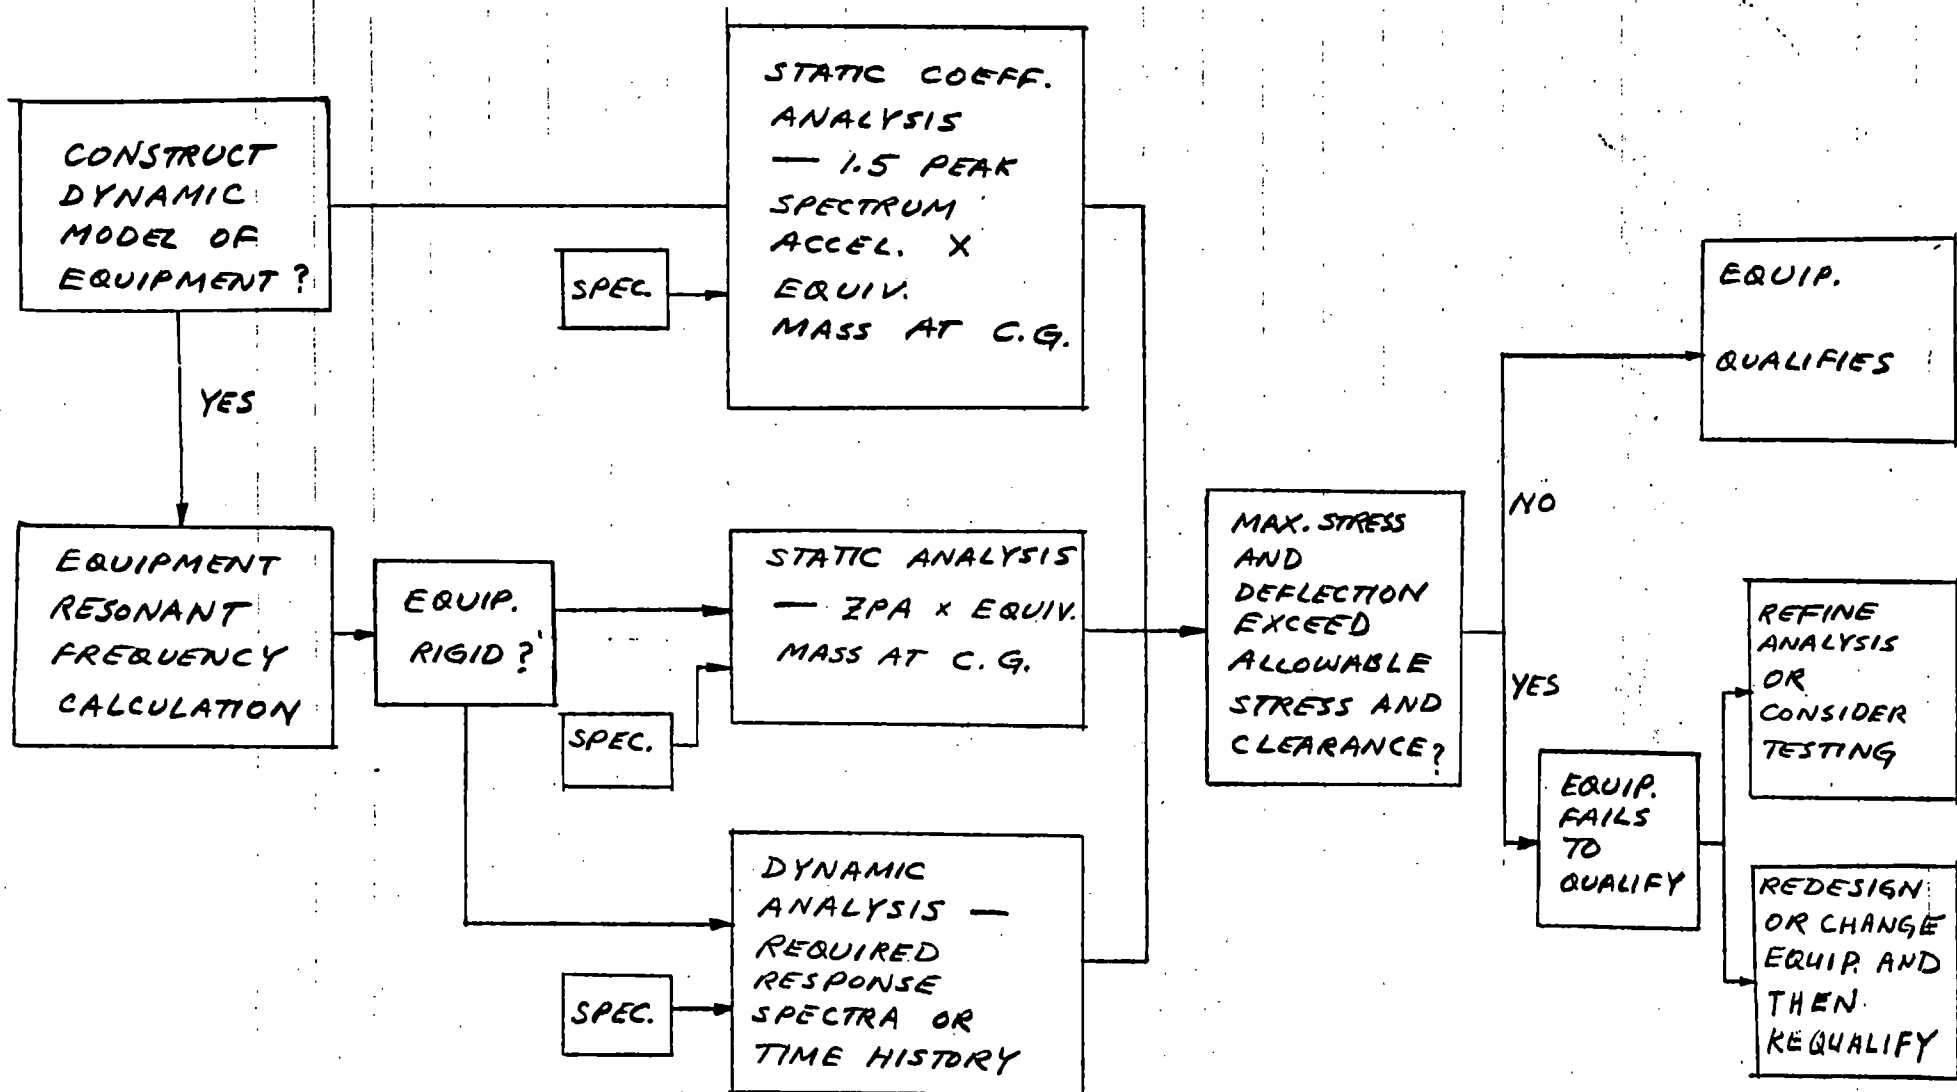 CONSTRUCT
DYNAMIC
MODEL OF
EQUIPMENT?
YES
EQUIPMENT
RESONANT
FREQUENCY
CALCULATION
EQUIP.
RIGID?
SPEC.
STATIC COEFF.
ANALYSIS
— 1.5 PEAK
SPECTRUM
ACCEL. X
EQUIV.
MASS AT C.G.
SPEC.
STATIC ANALYSIS
— ZPA x EQUIV.
MASS AT C.G.
SPEC.
DYNAMIC
ANALYSIS —
REQUIRED
RESPONSE
SPECTRA OR
TIME HISTORY
MAX. STRESS
AND
DEFLECTION
EXCEED
ALLOWABLE
STRESS AND
CLEARANCE?
NO
EQUIP.
QUALIFIES
YES
EQUIP.
FAILS
TO
QUALIFY
REFINE
ANALYSIS
OR
CONSIDER
TESTING
REDESIGN
OR CHANGE
EQUIP. AND
THEN
REQUALIFY